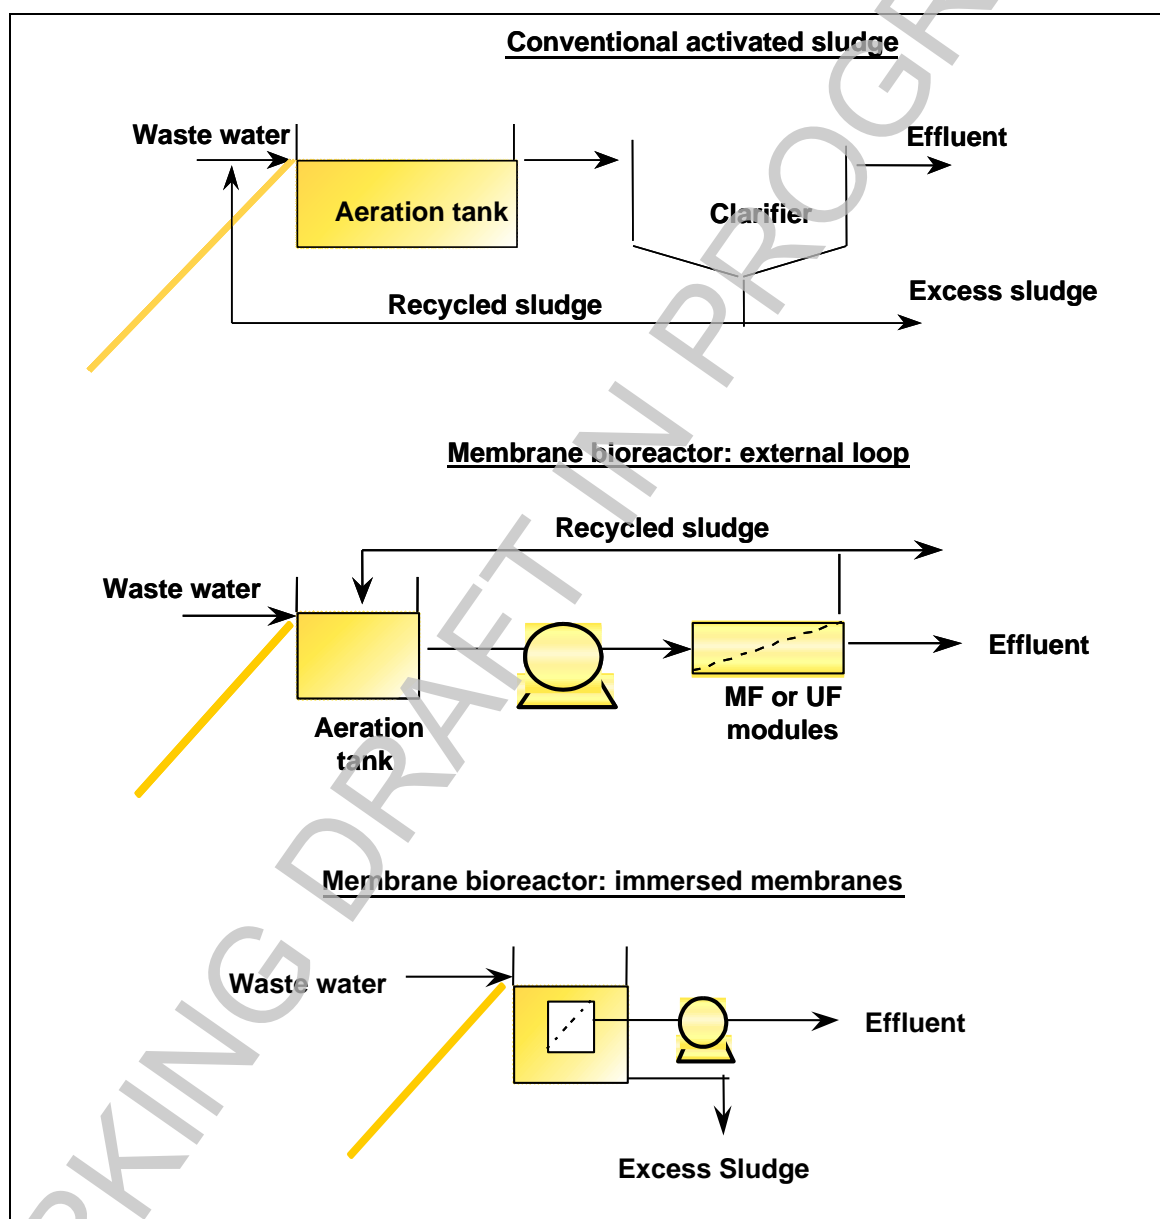 Conventional activated sludge
Waste water
Effluent
Aeration tank
Clarifier
Recycled sludge
Excess sludge
Membrane bioreactor: external loop
Recycled sludge
Waste water
Effluent
MF or UF
modules
Aeration
tank
Membrane bioreactor: immersed membranes
Waste water
Effluent
Excess Sludge
RKING DRAFT IN PROGR